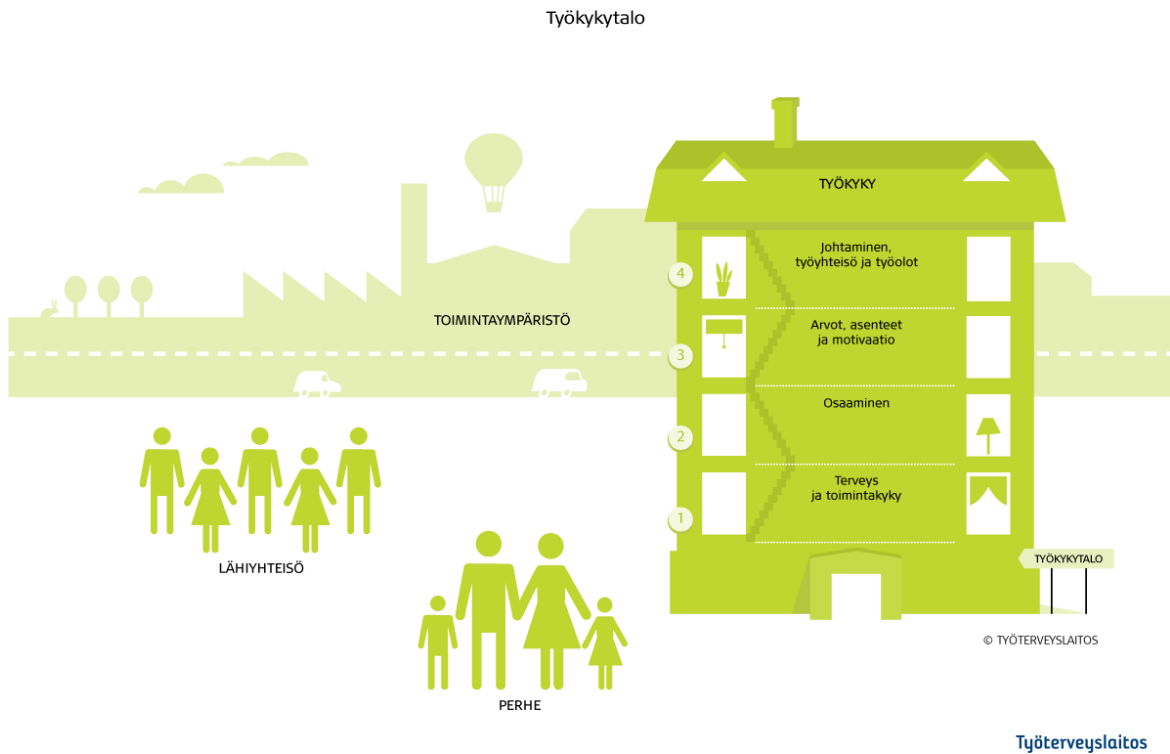 Työkykytalo
TYÖKYKY
4
Johtaminen,
työyhteisö ja työolot
TOIMINTAYMPÄRISTÖ
3
Arvot, asenteet
ja motivaatio
2
Osaaminen
1
Terveys
ja toimintakyky
LÄHIYHTEISÖ
PERHE
TYÖKYKYTALO
© TYÖTERVEYSLAITOS
Työterveyslaitos